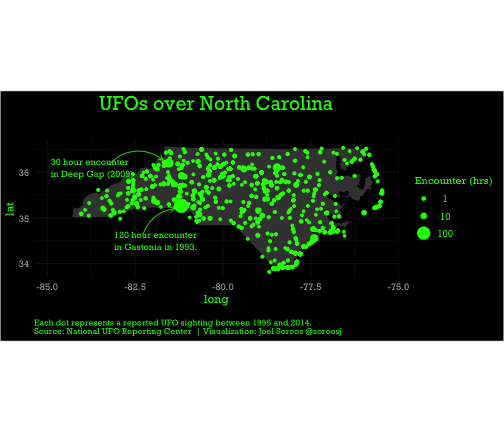 UFOs over North Carolina
30 hour encounter
in Deep Gap (2009)
120 hour encounter
in Gastonia in 1993.
36
35
34
lat
-85.0
-82.5
-80.0
-77.5
-75.0
long
Encounter (hrs)
1
10
100
Each dot represents a reported UFO sighting between 1995 and 2014.
Source: National UFO Reporting Center | Visualization: Joel Soroos @soroosj